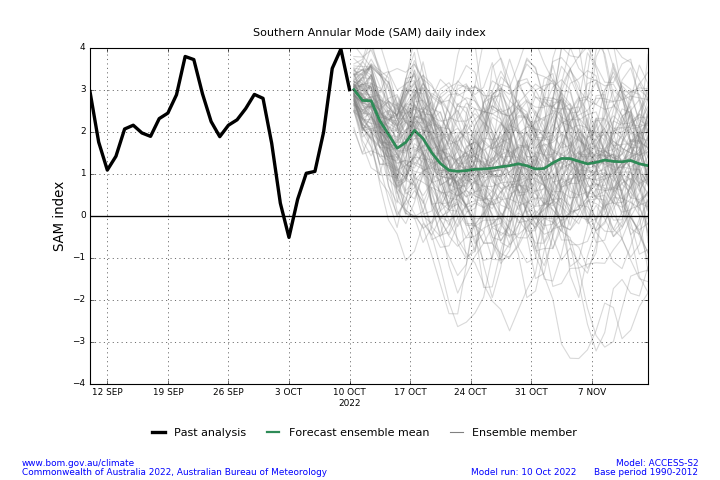 Southern Annular Mode (SAM) daily index
SAM index
4
3
2
1
0
−1
−2
−3
−4
12 SEP 19 SEP 26 SEP 3 OCT 10 OCT 17 OCT 24 OCT 31 OCT 7 NOV
2022
Past analysis Forecast ensemble mean Ensemble member
www.bom.gov.au/climate Model: ACCESS-S2
Commonwealth of Australia 2022, Australian Bureau of Meteorology Model run: 10 Oct 2022 Base period 1990-2012